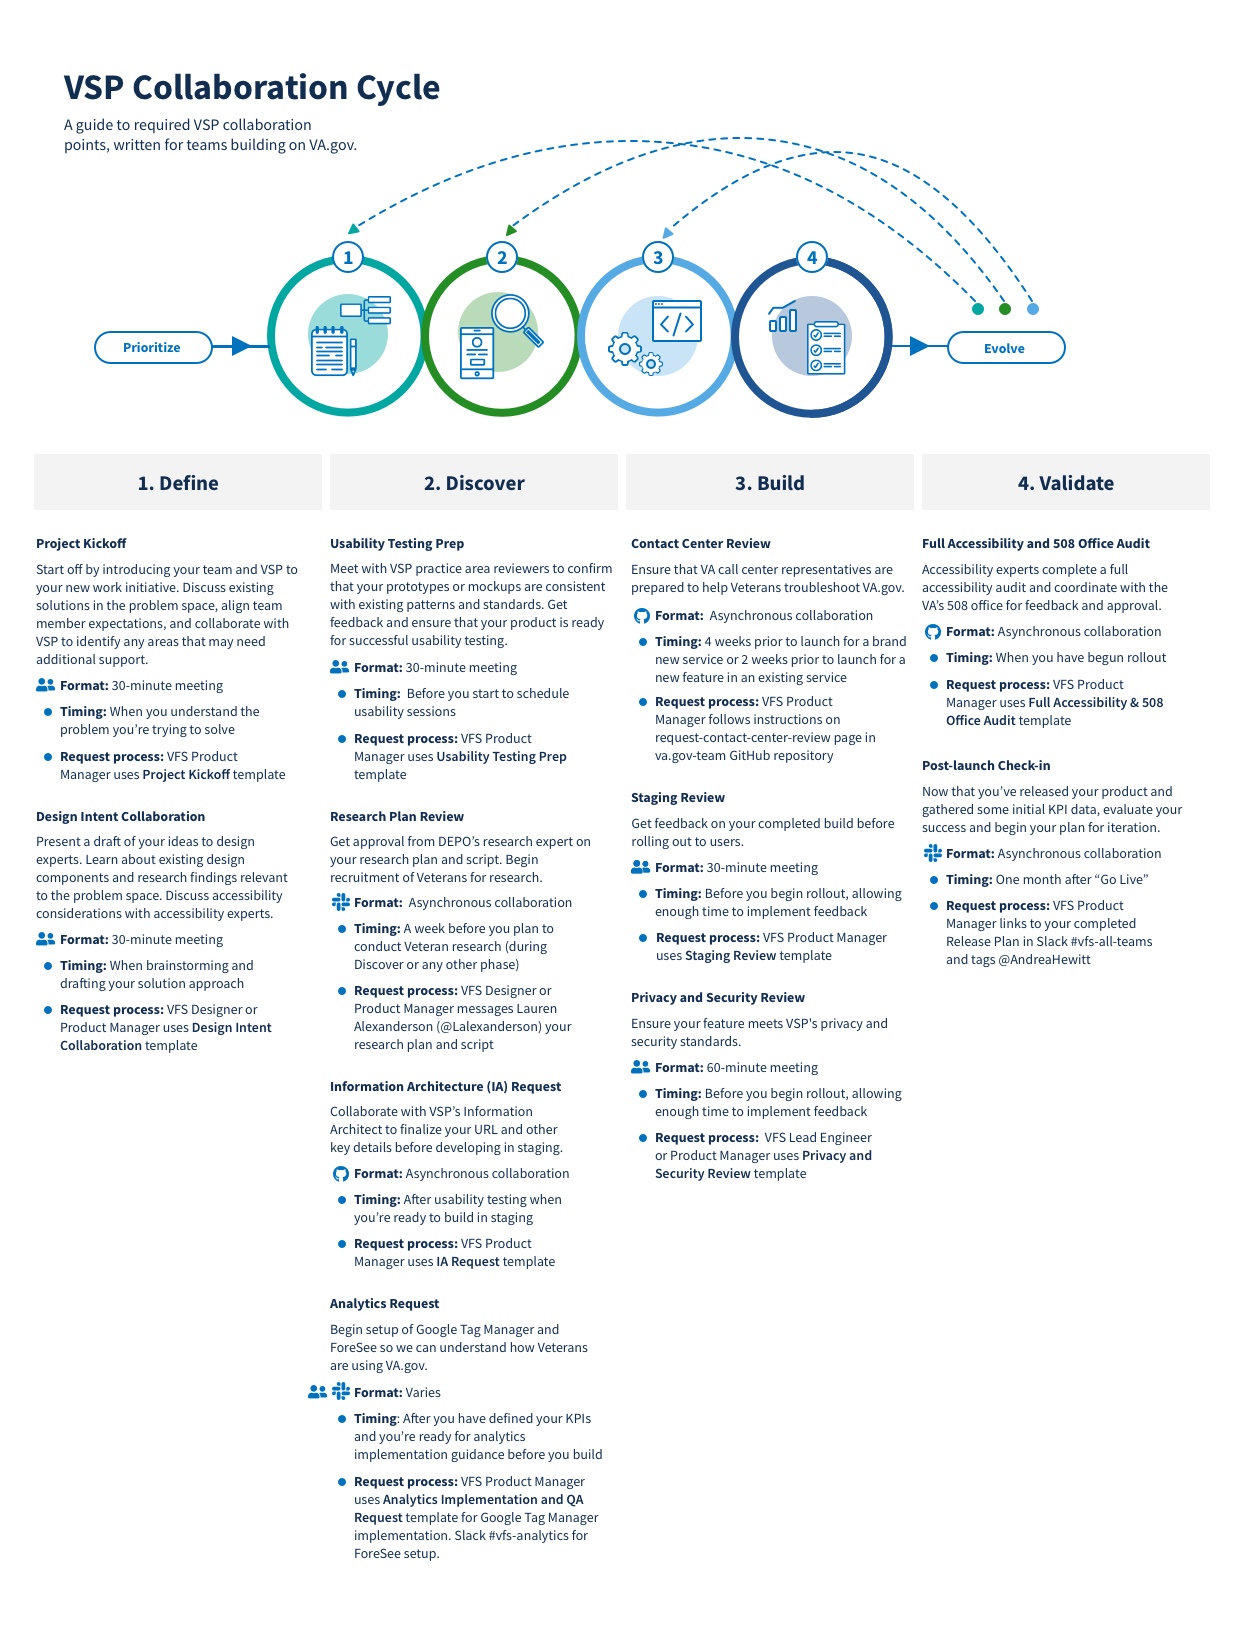 VSP Collaboration Cycle
A guide to required VSP collaboration
points, written for teams building on VA.gov.
1
2
3
4
Prioritize
Evolve
1. Define
Project Kickoff
Start off by introducing your team and VSP to
your new work initiative. Discuss existing
solutions in the problem space, align team
member expectations, and collaborate with
VSP to identify any areas that may need
additional support.
Format: 30-minute meeting
Timing: When you understand the
problem you’re trying to solve
Request process: VFS Product
Manager uses Project Kickoff template
Design Intent Collaboration
Present a draft of your ideas to design
experts. Learn about existing design
components and research findings relevant
to the problem space. Discuss accessibility
considerations with accessibility experts.
Format: 30-minute meeting
Timing: When brainstorming and
drafting your solution approach
Request process: VFS Designer or
Product Manager uses Design Intent
Collaboration template
2. Discover
Usability Testing Prep
Meet with VSP practice area reviewers to confirm
that your prototypes or mockups are consistent
with existing patterns and standards. Get
feedback and ensure that your product is ready
for successful usability testing.
Format: 30-minute meeting
Timing: Before you start to schedule
usability sessions
Request process: VFS Product
Manager uses Usability Testing Prep
template
Research Plan Review
Get approval from DEPO’s research expert on
your research plan and script. Begin
recruitment of Veterans for research.
Format: Asynchronous collaboration
Timing: A week before you plan to
conduct Veteran research (during
Discover or any other phase)
Request process: VFS Designer or
Product Manager messages Lauren
Alexanderson (@Lalexanderson) your
research plan and script
Information Architecture (IA) Request
Collaborate with VSP’s Information
Architect to finalize your URL and other
key details before developing in staging.
Format: Asynchronous collaboration
Timing: After usability testing when
you’re ready to build in staging
Request process: VFS Product
Manager uses IA Request template
Analytics Request
Begin setup of Google Tag Manager and
ForeSee so we can understand how Veterans
are using VA.gov.
Format: Varies
Timing: After you have defined your KPIs
and you’re ready for analytics
implementation guidance before you build
Request process: VFS Product Manager
uses Analytics Implementation and QA
Request template for Google Tag Manager
implementation. Slack #vfs-analytics for
ForeSee setup.
3. Build
Contact Center Review
Ensure that VA call center representatives are
prepared to help Veterans troubleshoot VA.gov.
Format: Asynchronous collaboration
Timing: 4 weeks prior to launch for a brand
new service or 2 weeks prior to launch for a
new feature in an existing service
Request process: VFS Product
Manager follows instructions on
request-contact-center-review page in
va.gov-team GitHub repository
Staging Review
Get feedback on your completed build before
rolling out to users.
Format: 30-minute meeting
Timing: Before you begin rollout, allowing
enough time to implement feedback
Request process: VFS Product Manager
uses Staging Review template
Privacy and Security Review
Ensure your feature meets VSP's privacy and
security standards.
Format: 60-minute meeting
Timing: Before you begin rollout, allowing
enough time to implement feedback
Request process: VFS Lead Engineer
or Product Manager uses Privacy and
Security Review template
4. Validate
Full Accessibility and 508 Office Audit
Accessibility experts complete a full
accessibility audit and coordinate with the
VA’s 508 office for feedback and approval.
Format: Asynchronous collaboration
Timing: When you have begun rollout
Request process: VFS Product
Manager uses Full Accessibility & 508
Office Audit template
Post-launch Check-in
Now that you’ve released your product and
gathered some initial KPI data, evaluate your
success and begin your plan for iteration.
Format: Asynchronous collaboration
Timing: One month after “Go Live”
Request process: VFS Product
Manager links to your completed
Release Plan in Slack #vfs-all-teams
and tags @AndreaHewitt